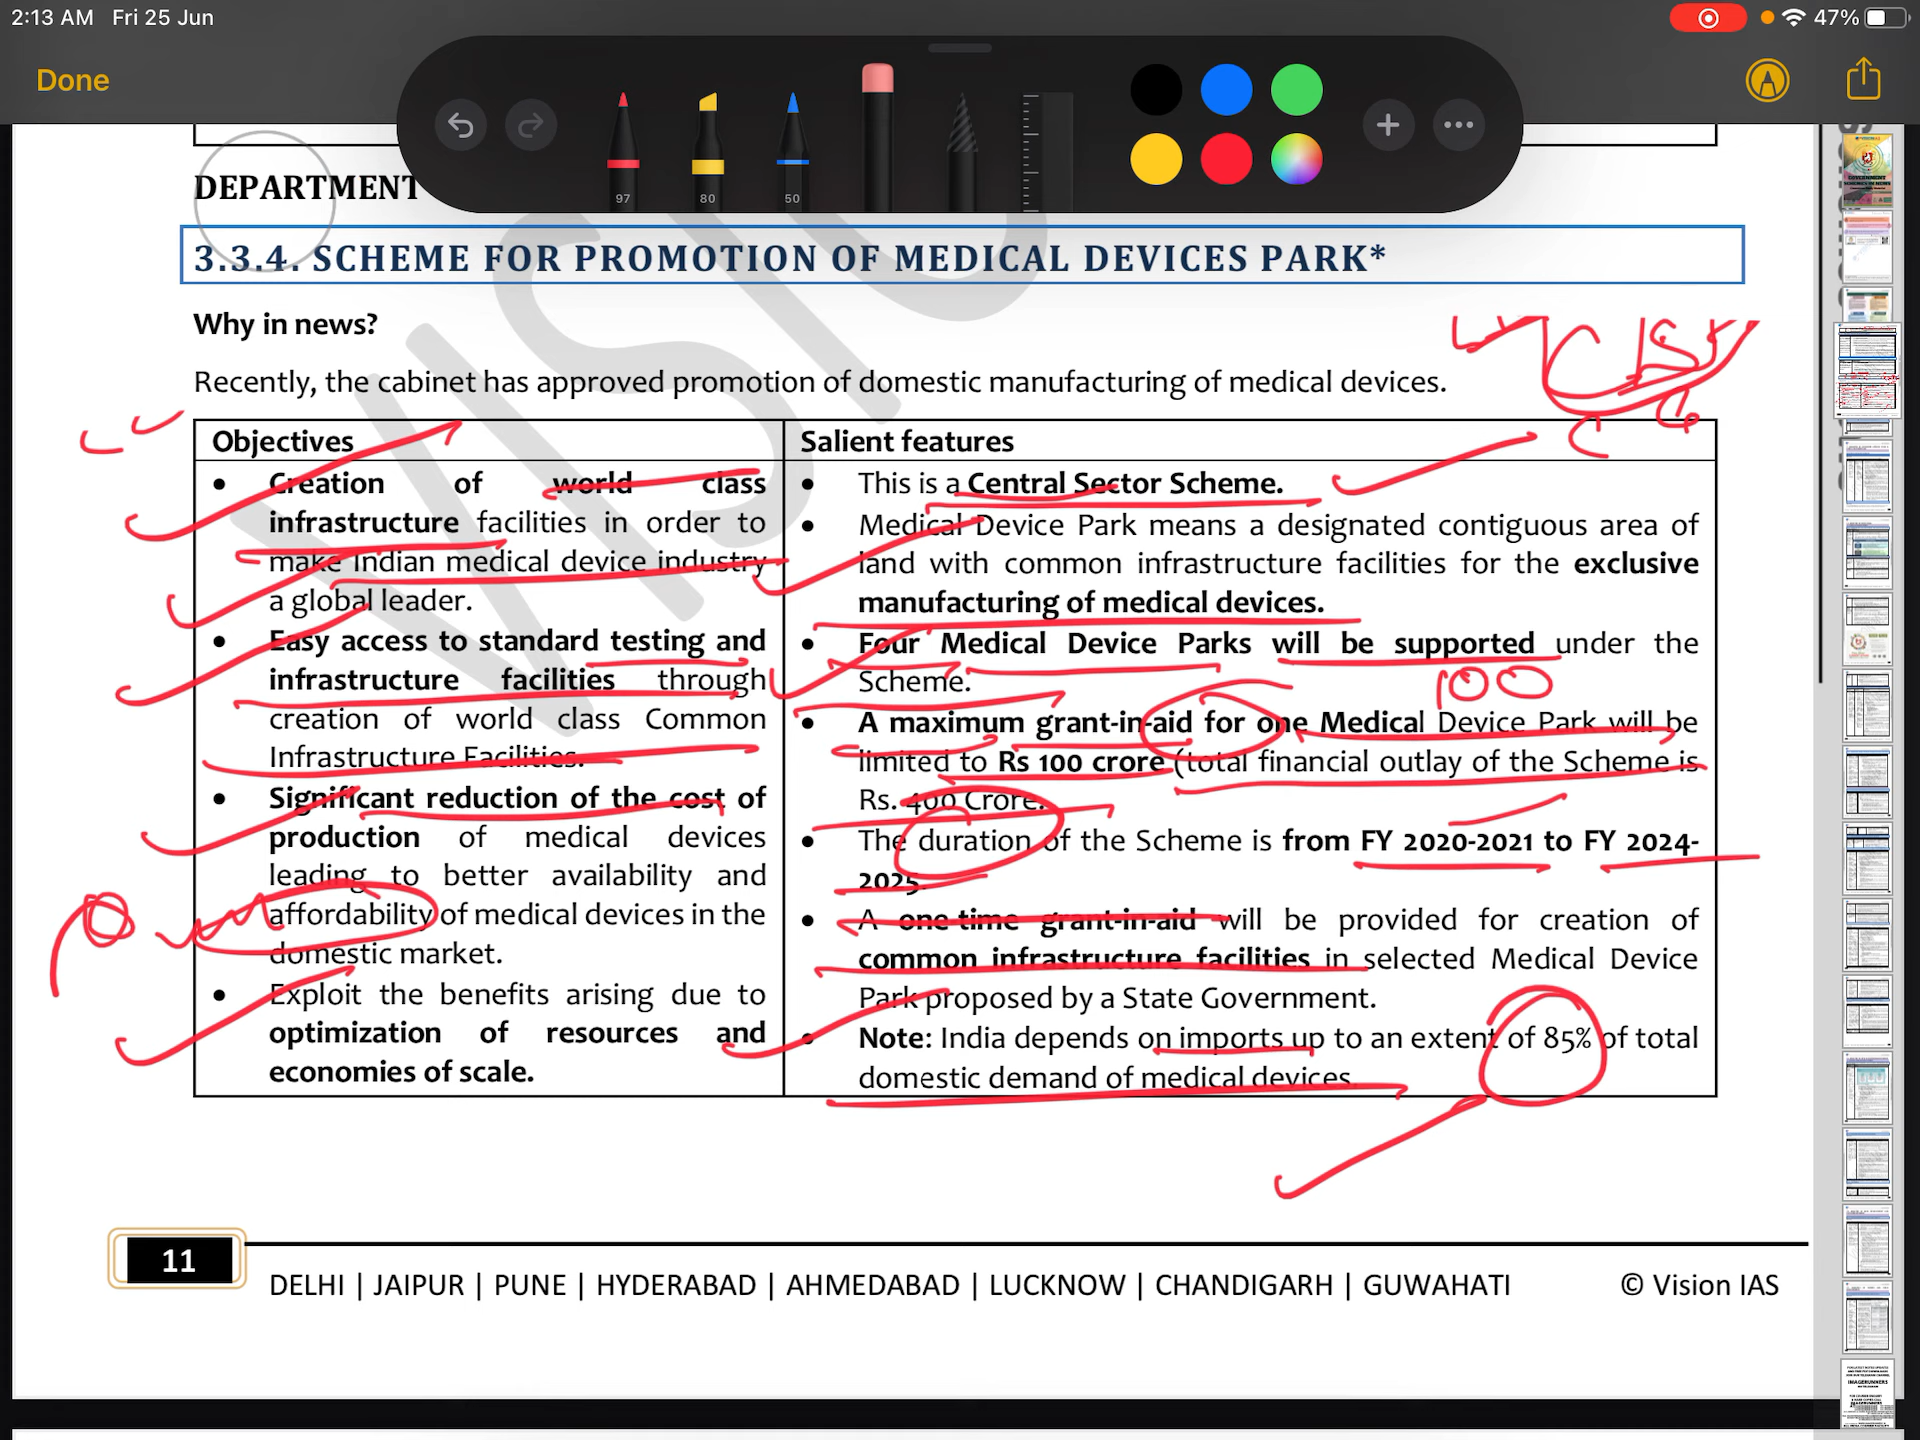 2:13 AM Fri 25 Jun
47%
Done
97 80 50
DEPARTMENT
3.3.4. SCHEME FOR PROMOTION OF MEDICAL DEVICES PARK*
Why in news?
Recently, the cabinet has approved promotion of domestic manufacturing of medical devices.
Objectives
• Creation of world class
infrastructure facilities in order to
make Indian medical device industry
a global leader.
• Easy access to standard testing and
infrastructure facilities through
creation of world class Common
Infrastructure Facilities.
• Significant reduction of the cost of
production of medical devices
leading to better availability and
affordability of medical devices in the
domestic market.
• Exploit the benefits arising due to
optimization of resources and
economies of scale.
Salient features
• This is a Central Sector Scheme.
• Medical Device Park means a designated contiguous area of
land with common infrastructure facilities for the exclusive
manufacturing of medical devices.
• Four Medical Device Parks will be supported under the
Scheme.
100
• A maximum grant-in-aid for one Medical Device Park will be
limited to Rs 100 crore (total financial outlay of the Scheme is
Rs. 400 Crore.
• The duration of the Scheme is from FY 2020-2021 to FY 2024-
2025.
• A one-time grant-in-aid will be provided for creation of
common infrastructure facilities in selected Medical Device
Park proposed by a State Government.
• Note: India depends on imports up to an extent of 85% of total
domestic demand of medical devices.
11
DELHI | JAIPUR | PUNE | HYDERABAD | AHMEDABAD | LUCKNOW | CHANDIGARH | GUWAHATI
© Vision IAS